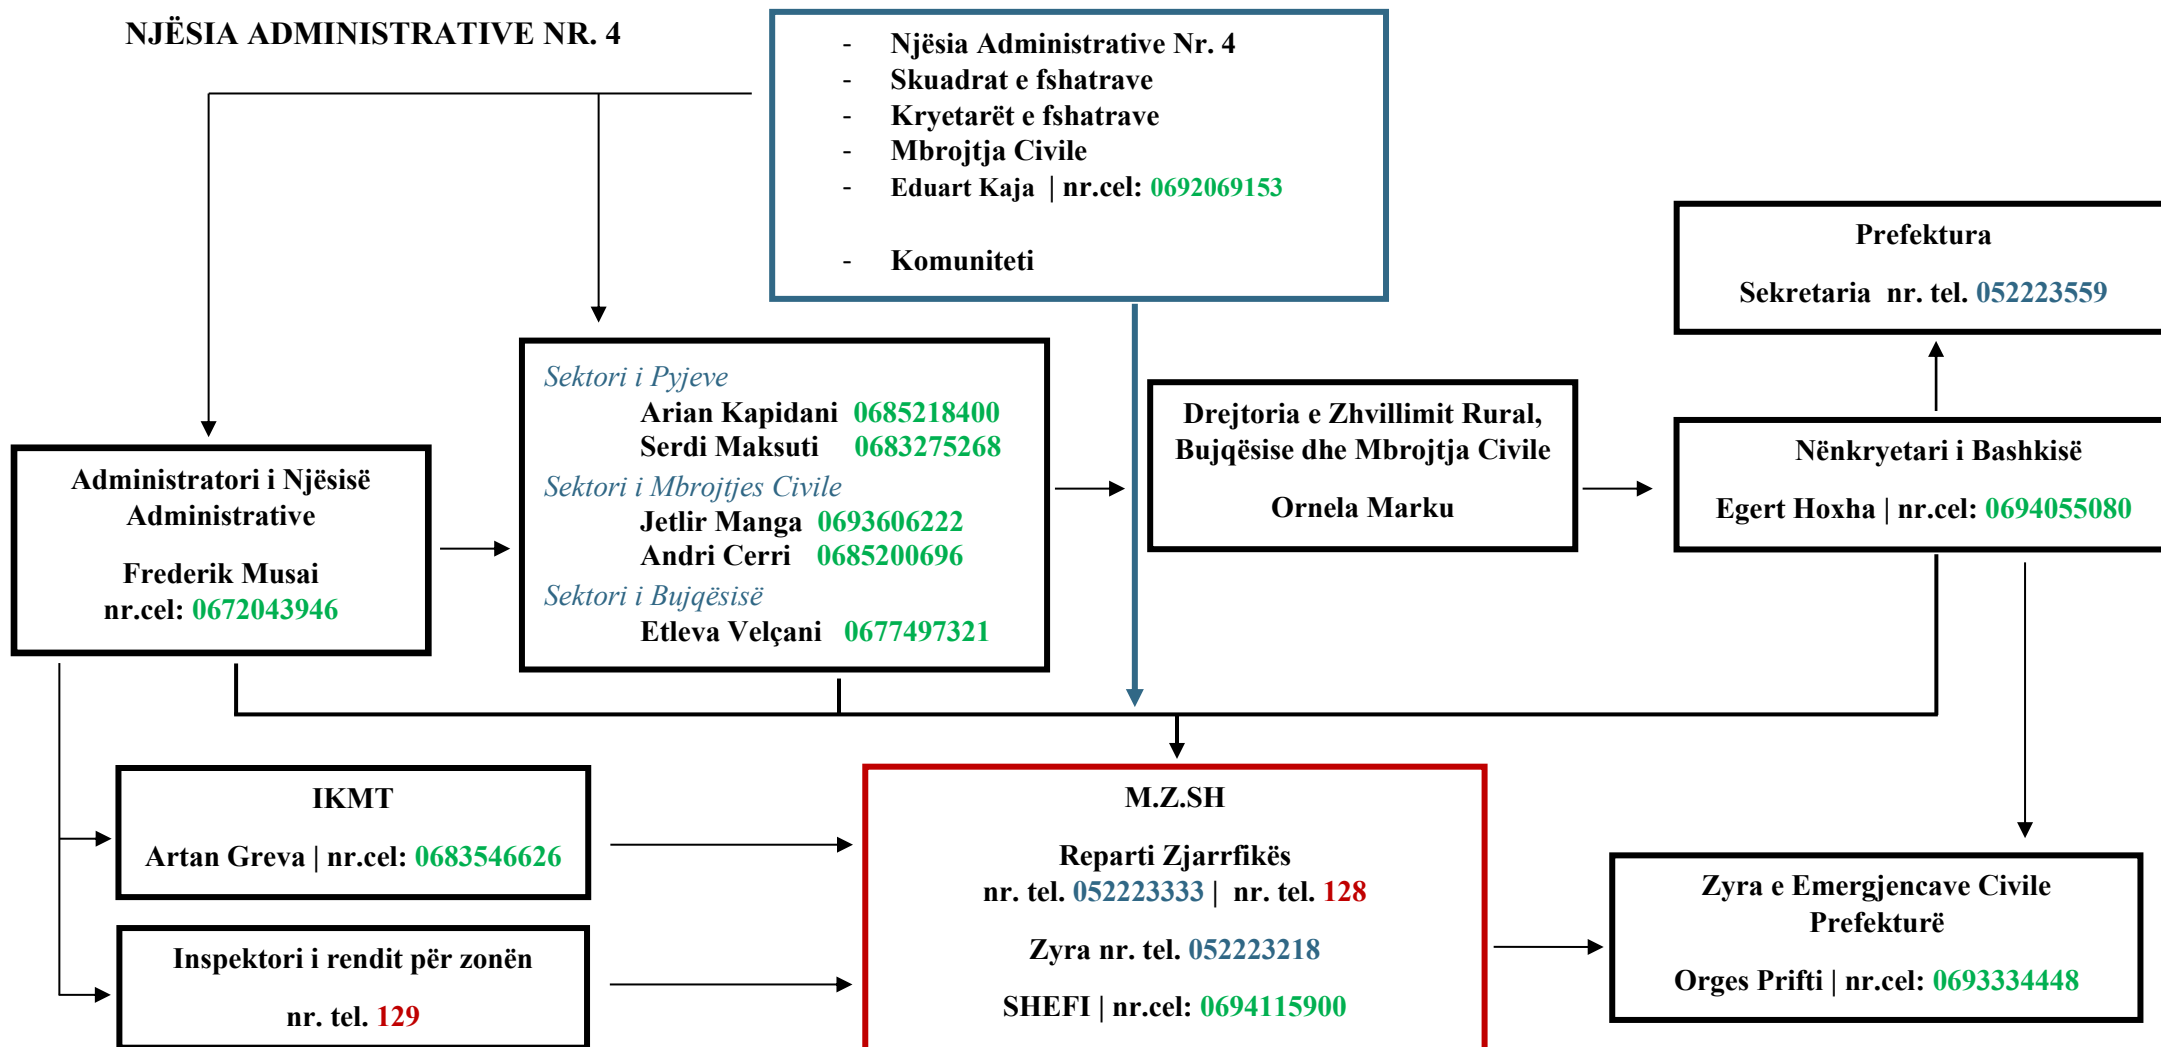 NJËSIA ADMINISTRATIVE NR. 4
- Njësia Administrative Nr. 4
- Skuadrat e fshatrave
- Kryetarët e fshatrave
- Mbrojtja Civile
- Eduart Kaja | nr.cel: 0692069153
- Komuniteti
Prefektura
Sekretaria nr. tel. 052223559
Sektori i Pyjeve
Arian Kapidani 0685218400
Serdi Maksuti 0683275268
Sektori i Mbrojtjes Civile
Jetlir Manga 0693606222
Andri Cerri 0685200696
Sektori i Bujqësisë
Etleva Velçani 0677497321
Drejtoria e Zhvillimit Rural,
Bujqësise dhe Mbrojtja Civile
Ornela Marku
Nënkryetari i Bashkisë
Egert Hoxha | nr.cel: 0694055080
Administratori i Njësisë
Administrative
Frederik Musai
nr.cel: 0672043946
IKMT
Artan Greva | nr.cel: 0683546626
Inspektori i rendit për zonën
nr. tel. 129
M.Z.SH
Reparti Zjarrfikës
nr. tel. 052223333 | nr. tel. 128
Zyra nr. tel. 052223218
SHEFI | nr.cel: 0694115900
Zyra e Emergjencave Civile
Prefekturë
Orges Prifti | nr.cel: 0693334448